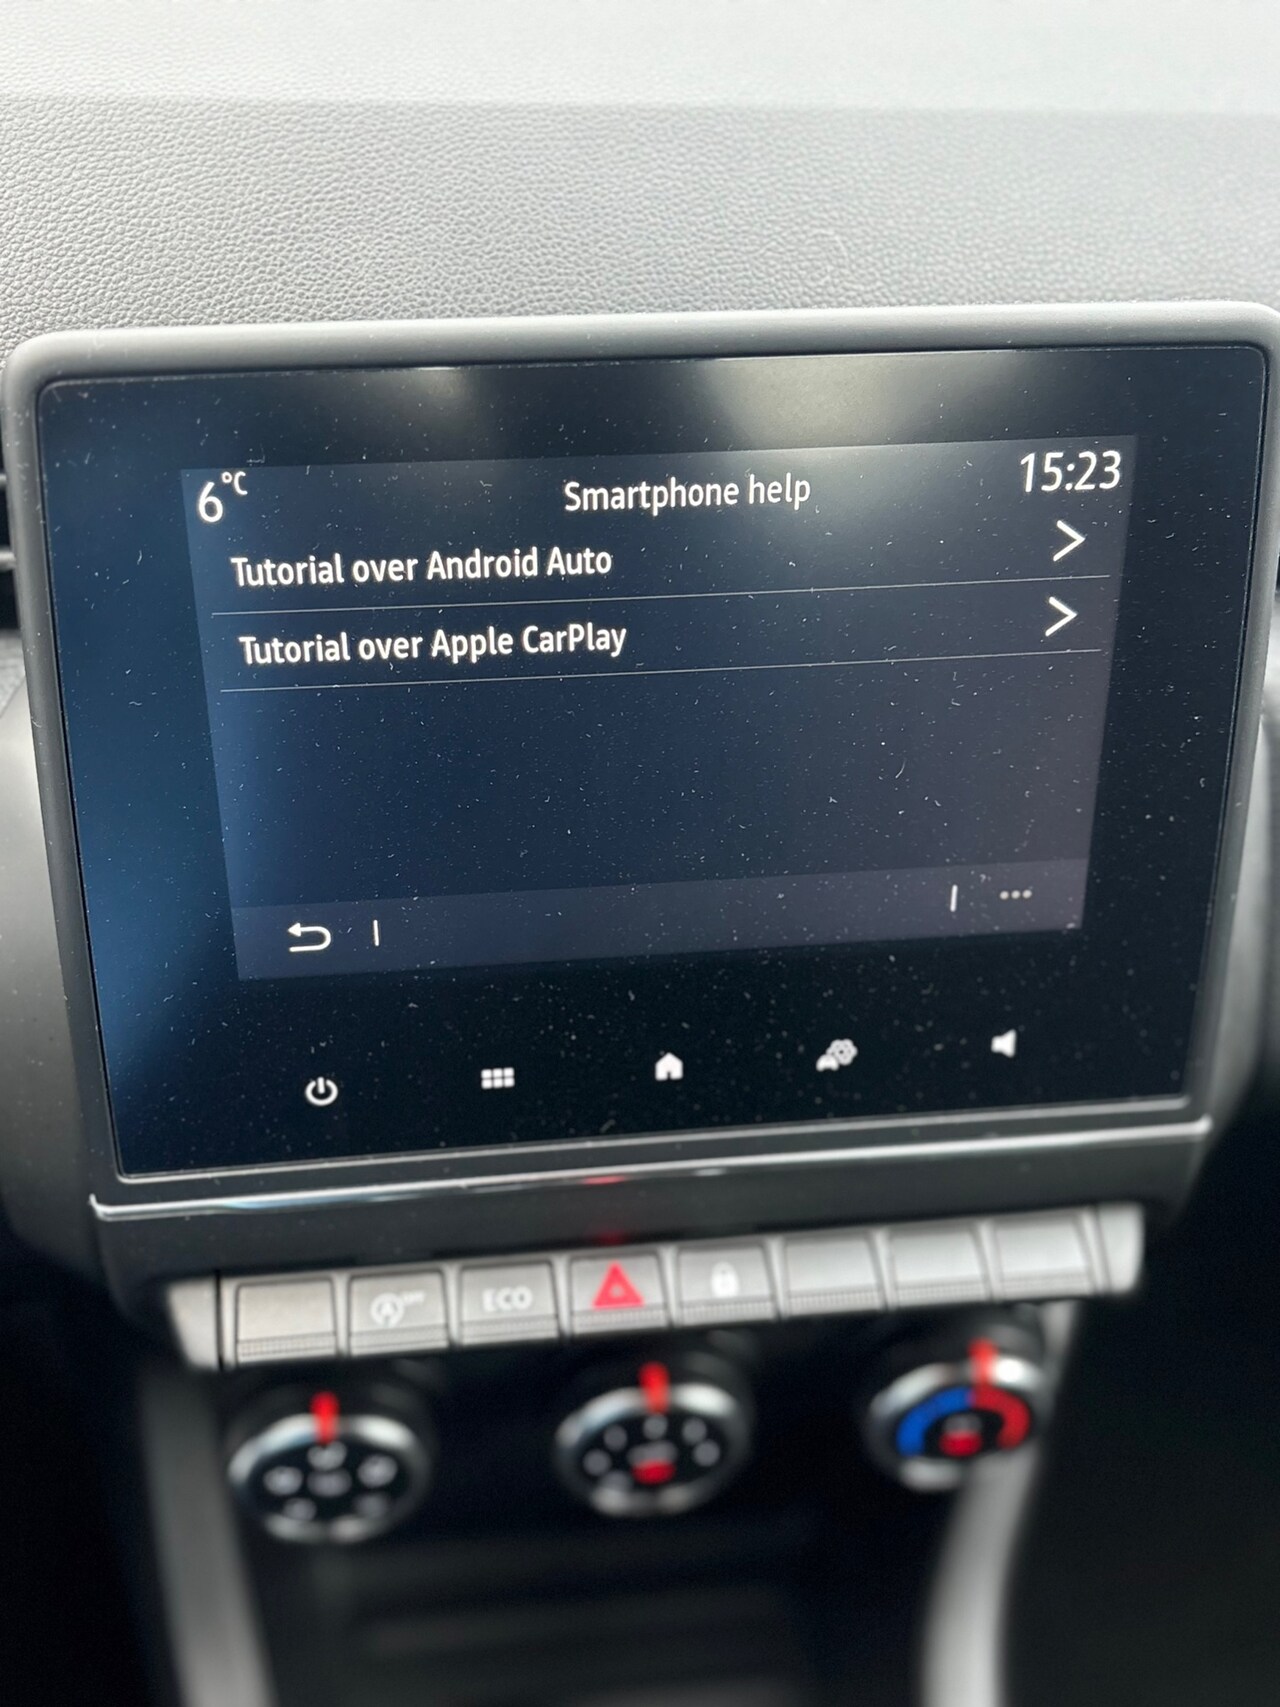 6°C
Smartphone help
15:23
Tutorial over Android Auto
Tutorial over Apple CarPlay
ECO